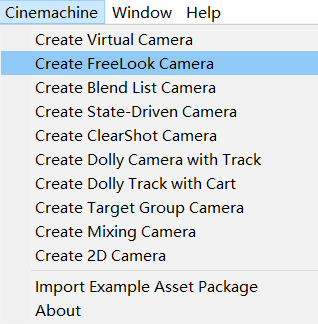 Cinemachine Window Help
Create Virtual Camera
Create FreeLook Camera
Create Blend List Camera
Create State-Driven Camera
Create ClearShot Camera
Create Dolly Camera with Track
Create Dolly Track with Cart
Create Target Group Camera
Create Mixing Camera
Create 2D Camera
Import Example Asset Package
About